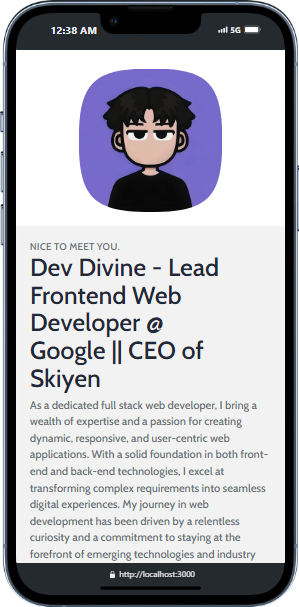 12:38 AM
5G
NICE TO MEET YOU.
Dev Divine - Lead
Frontend Web
Developer @
Google || CEO of
Skiyen
As a dedicated full stack web developer, I bring a
wealth of expertise and a passion for creating
dynamic, responsive, and user-centric web
applications. With a solid foundation in both front-
end and back-end technologies, I excel at
transforming complex requirements into seamless
digital experiences. My journey in web
development has been driven by a relentless
curiosity and a commitment to staying at the
forefront of emerging technologies and industry
http://localhost:3000